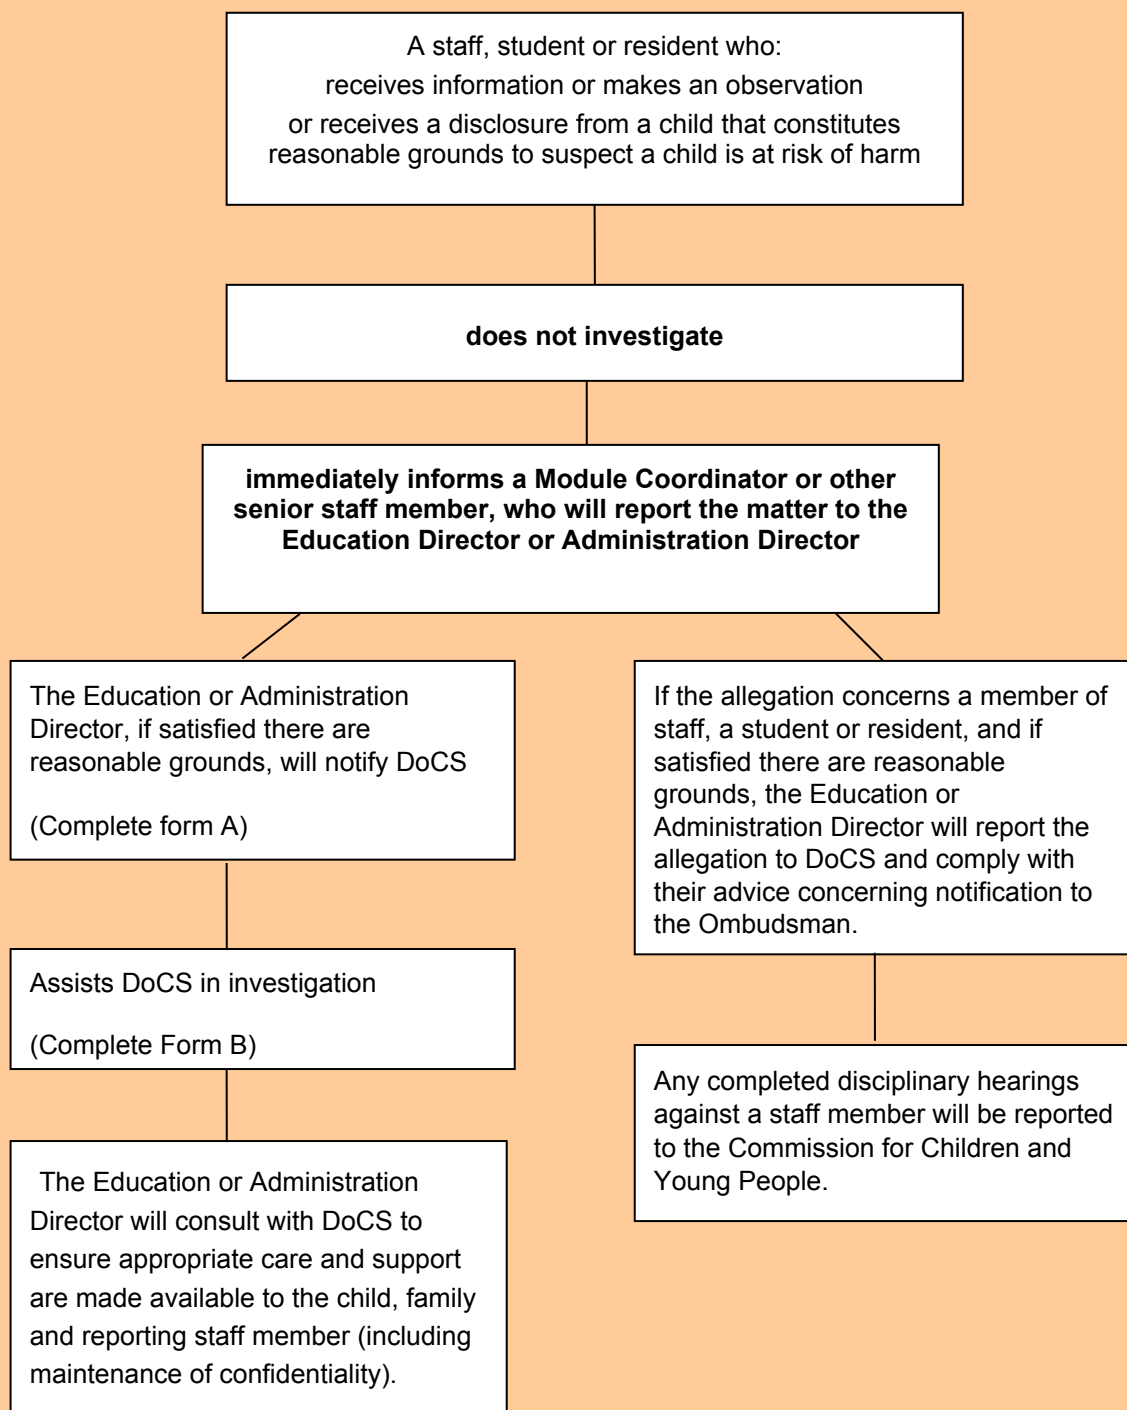 A staff, student or resident who:
receives information or makes an observation
or receives a disclosure from a child that constitutes
reasonable grounds to suspect a child is at risk of harm
does not investigate
immediately informs a Module Coordinator or other
senior staff member, who will report the matter to the
Education Director or Administration Director
The Education or Administration
Director, if satisfied there are
reasonable grounds, will notify DoCS
(Complete form A)
Assists DoCS in investigation
(Complete Form B)
The Education or Administration
Director will consult with DoCS to
ensure appropriate care and support
are made available to the child, family
and reporting staff member (including
maintenance of confidentiality).
If the allegation concerns a member of
staff, a student or resident, and if
satisfied there are reasonable
grounds, the Education or
Administration Director will report the
allegation to DoCS and comply with
their advice concerning notification to
the Ombudsman.
Any completed disciplinary hearings
against a staff member will be reported
to the Commission for Children and
Young People.